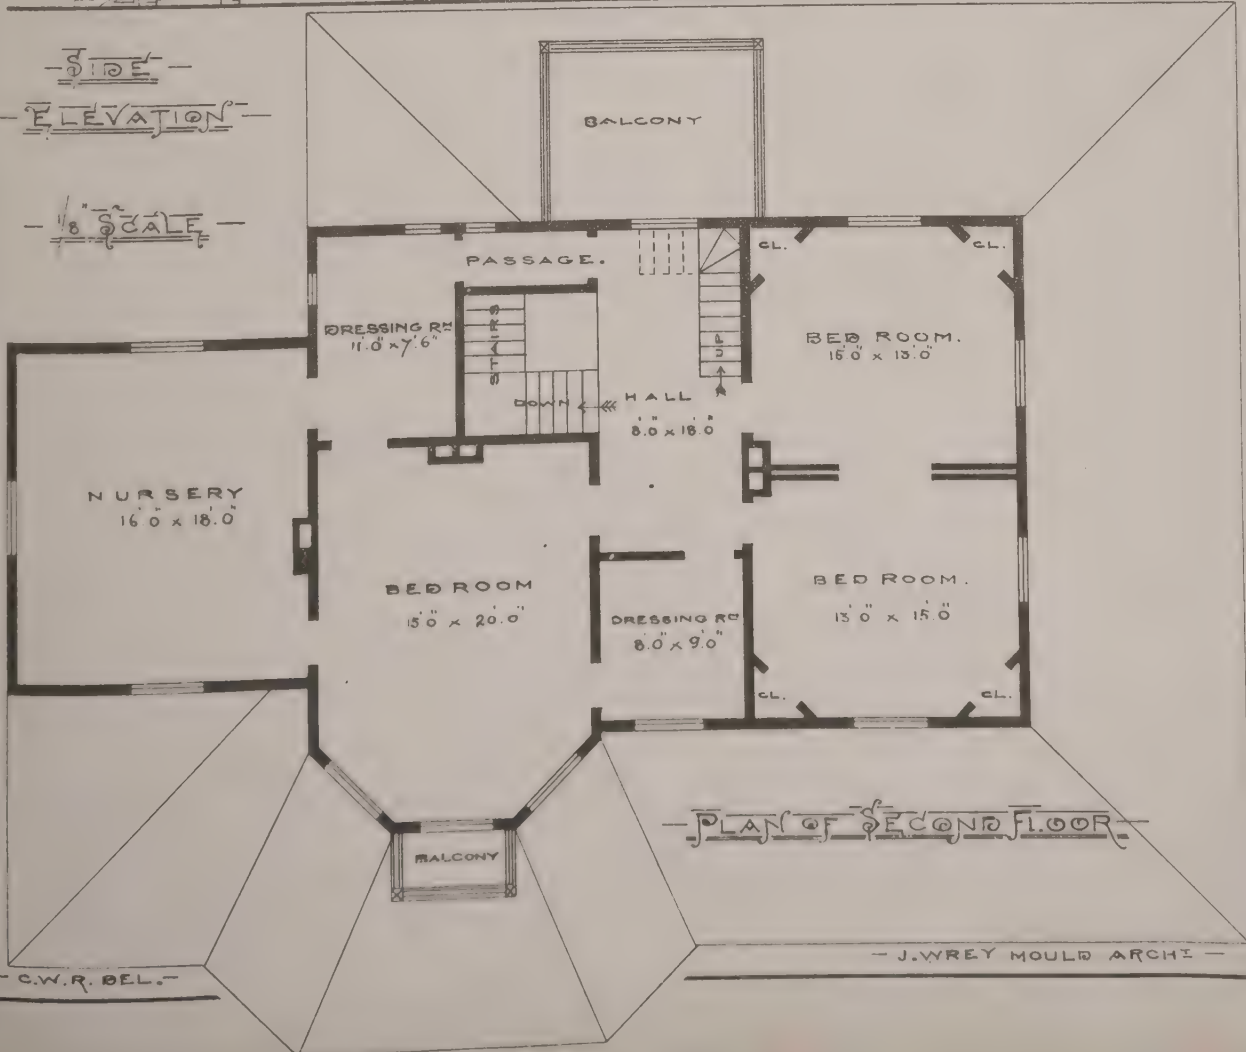 SIDE
ELEVATION
1/8" SCALE
BALCONY
PASSAGE.
CL.
CL.
DRESSING RM
11'.0" x 7'.6"
STAIRS
DOWN
UP
HALL
8'.0" x 18'.0"
BED ROOM.
15'.0" x 13'.0"
NURSERY
16'.0" x 18'.0"
BED ROOM
15'.0" x 20'.0"
DRESSING RM
8'.0" x 9'.0"
BED ROOM.
13'.0" x 15'.0"
CL.
CL.
PLAN OF SECOND FLOOR
BALCONY
C.W.R. DEL.
J. WREY MOULD ARCHT